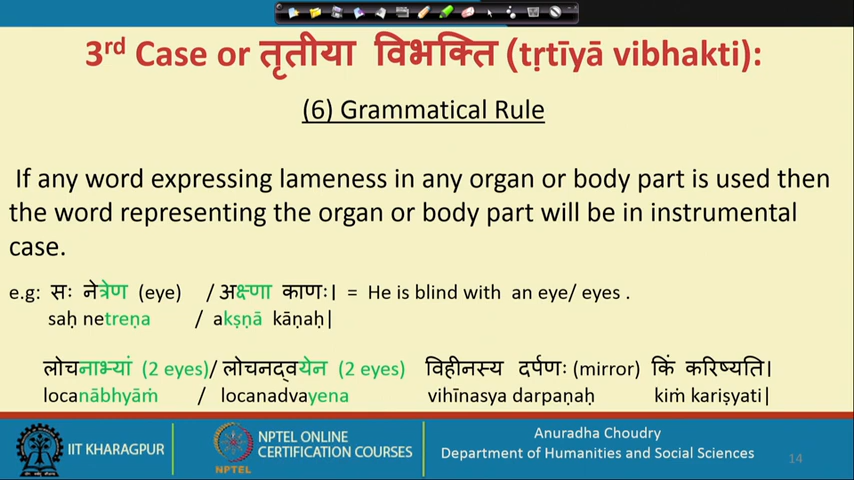 3rd Case or तृतीया विभक्ति (tṛtīyā vibhakti):
(6) Grammatical Rule
If any word expressing lameness in any organ or body part is used then
the word representing the organ or body part will be in instrumental
case.
e.g: सः नेत्रेण (eye) / अक्ष्णा काणः। = He is blind with an eye/ eyes .
saḥ netreṇa / akṣṇā kāṇaḥ|
लोचनाभ्यां (2 eyes)/ लोचनद्वयेन (2 eyes) विहीनस्य दर्पणः (mirror) किं करिष्यति।
locanābhyāṁ / locanadvayena vihīnasya darpaṇaḥ kiṁ kariṣyati|
IIT KHARAGPUR
NPTEL
NPTEL ONLINE
CERTIFICATION COURSES
Anuradha Choudry
Department of Humanities and Social Sciences
14